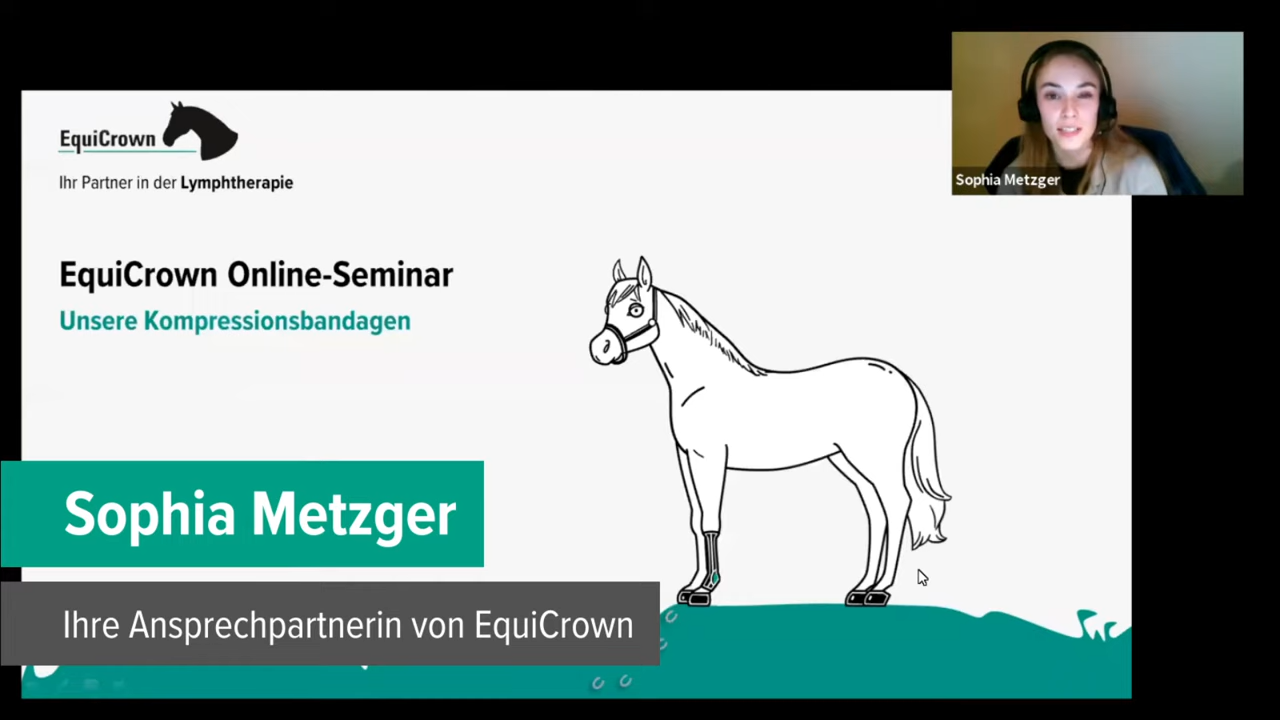 EquiCrown
Ihr Partner in der Lymphtherapie
Sophia Metzger
EquiCrown Online-Seminar
Unsere Kompressionsbandagen
Sophia Metzger
Ihre Ansprechpartnerin von EquiCrown